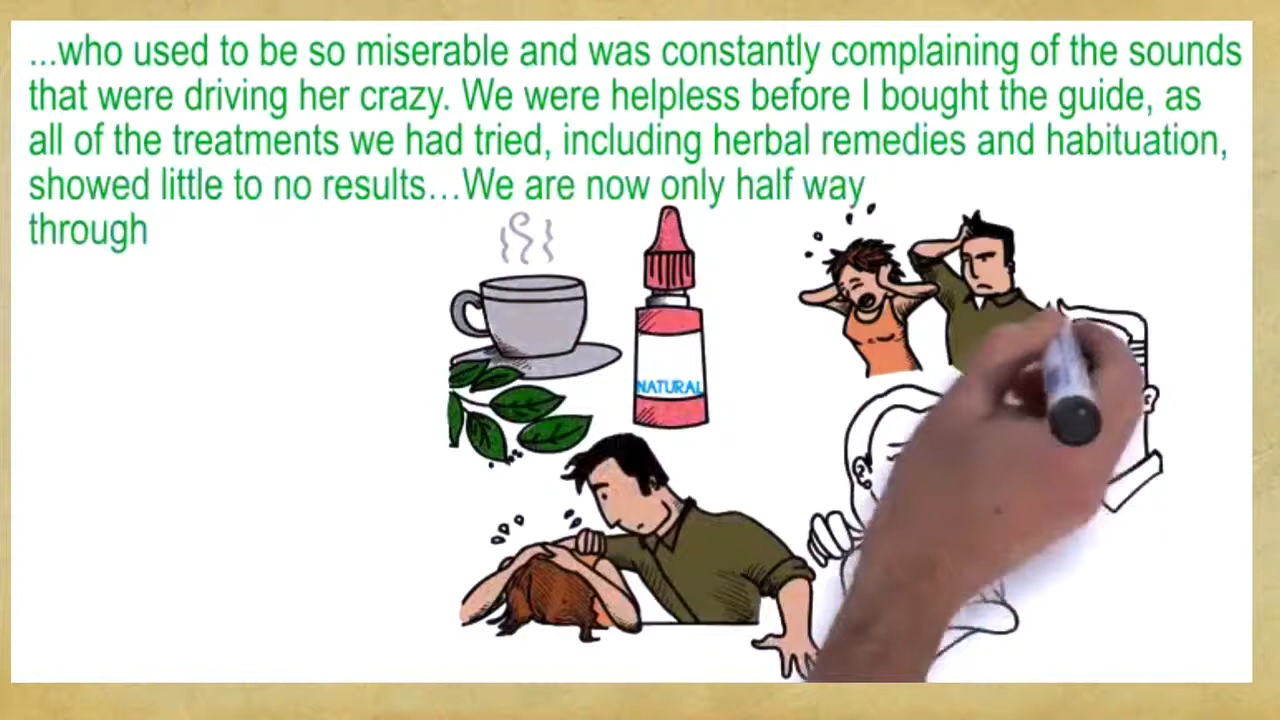 ...who used to be so miserable and was constantly complaining of the sounds
that were driving her crazy. We were helpless before I bought the guide, as
all of the treatments we had tried, including herbal remedies and habituation,
showed little to no results...We are now only half way
through
NATURAL